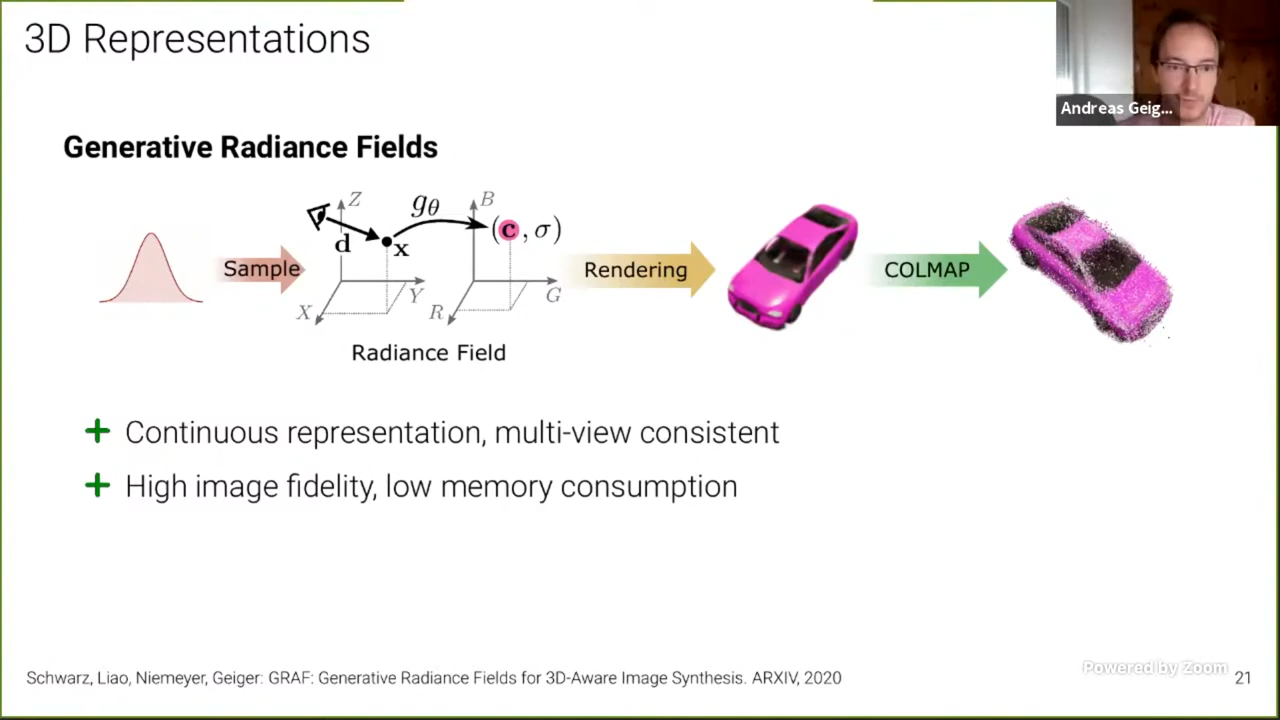 3D Representations
Andreas Geig...
Generative Radiance Fields
Sample
Z
d
x
X
Y
gθ
B
(c, σ)
R
G
Radiance Field
Rendering
COLMAP
+ Continuous representation, multi-view consistent
+ High image fidelity, low memory consumption
Powered by Zoom
Schwarz, Liao, Niemeyer, Geiger: GRAF: Generative Radiance Fields for 3D-Aware Image Synthesis. ARXIV, 2020
21